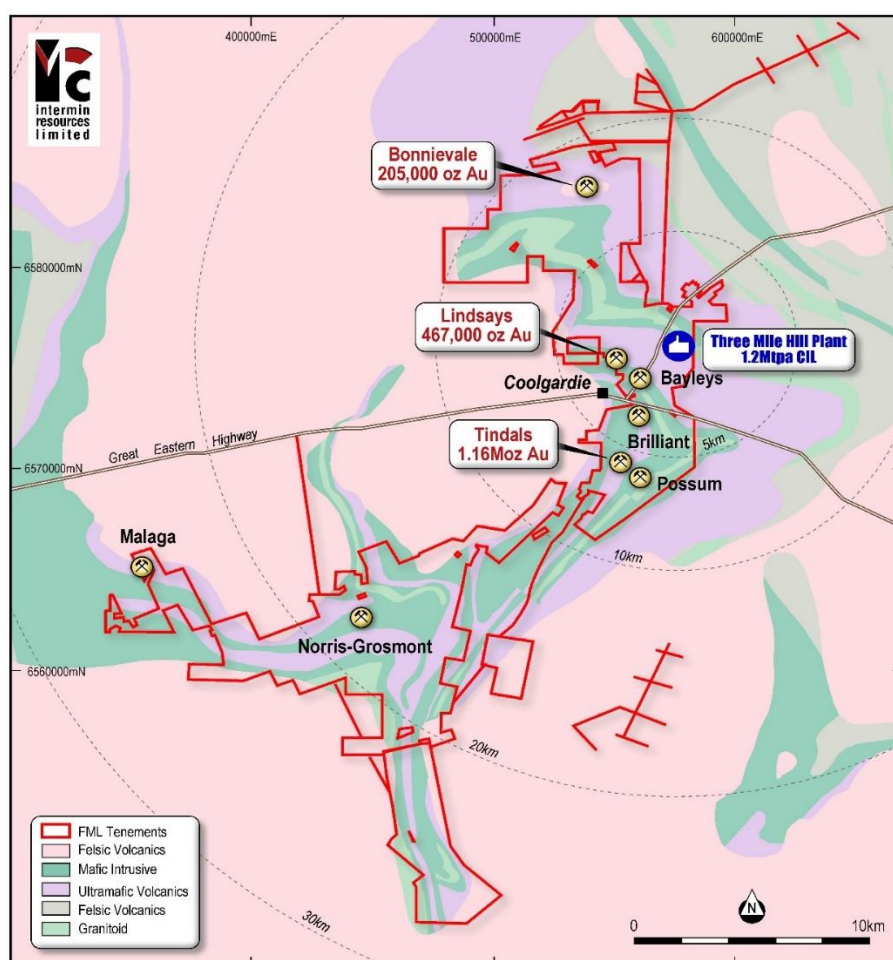 400000mE
500000mE
600000mE
intermin
resources
limited
Bonnievale
205,000 oz Au
6580000mN
Lindsays
467,000 oz Au
Three Mile Hill Plant
1.2Mtpa CIL
Bayleys
Coolgardie
Great Eastern Highway
Brilliant
5km
Tindals
1.16Moz Au
6570000mN
Possum
Malaga
10km
Norris-Grosmont
6560000mN
20km
FML Tenements
Felsic Volcanics
Mafic Intrusive
Ultramafic Volcanics
Felsic Volcanics
Granitoid
30km
N
0
10km